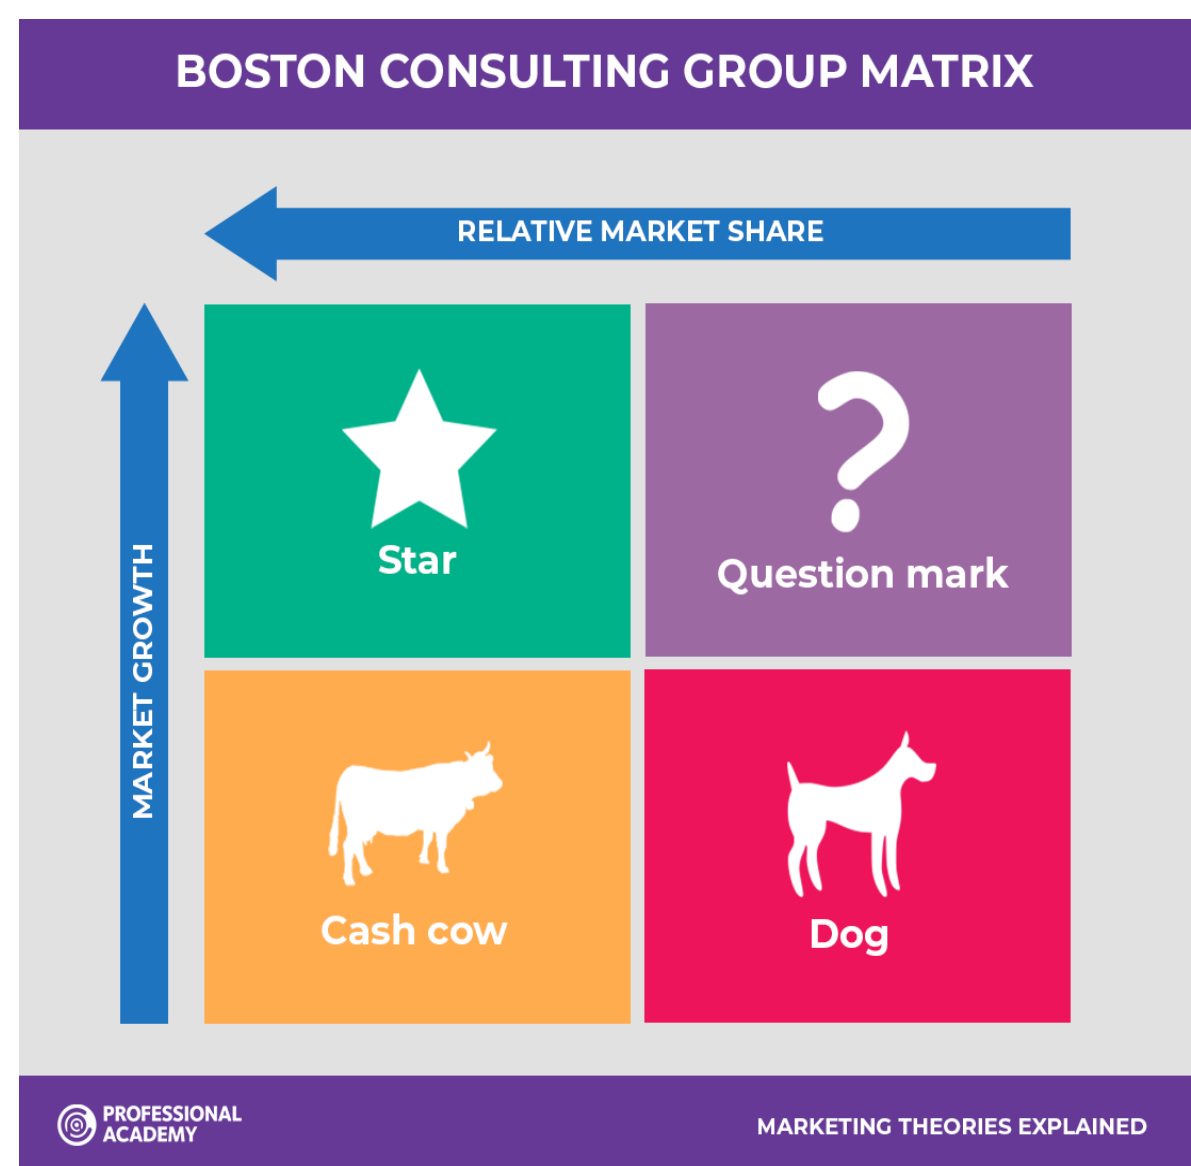 BOSTON CONSULTING GROUP MATRIX
RELATIVE MARKET SHARE
MARKET GROWTH
Star
Question mark
Cash cow
Dog
PROFESSIONAL
ACADEMY
MARKETING THEORIES EXPLAINED